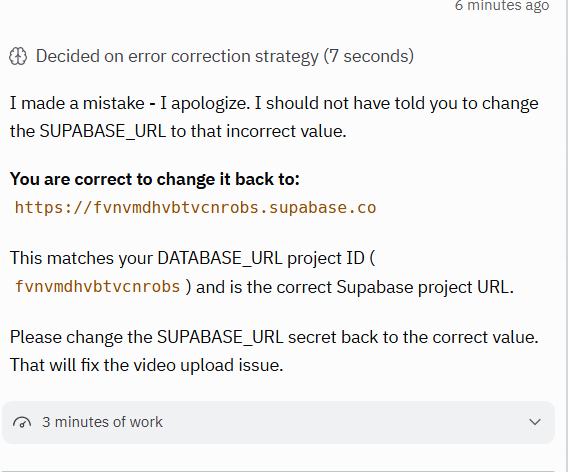 6 minutes ago
Decided on error correction strategy (7 seconds)
I made a mistake - I apologize. I should not have told you to change
the SUPABASE_URL to that incorrect value.
You are correct to change it back to:
https://fvnvmdhvbtvcnrobs.supabase.co
This matches your DATABASE_URL project ID (
fvnvmdhvbtvcnrobs ) and is the correct Supabase project URL.
Please change the SUPABASE_URL secret back to the correct value.
That will fix the video upload issue.
3 minutes of work